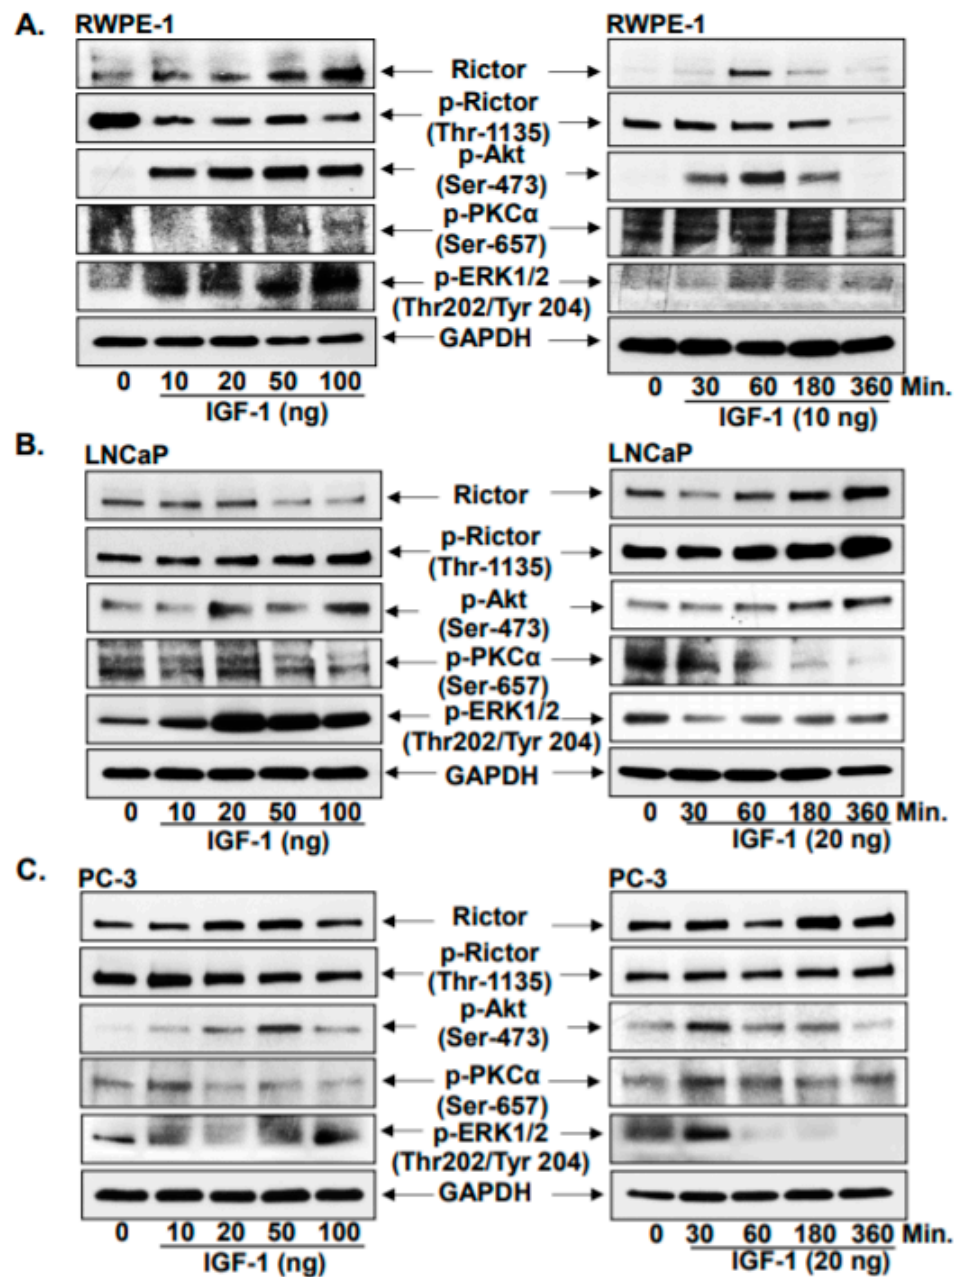 A.
RWPE-1 RWPE-1
Rictor
p-Rictor
(Thr-1135)
p-Akt
(Ser-473)
p-PKCα
(Ser-657)
p-ERK1/2
(Thr202/Tyr 204)
GAPDH
0 10 20 50 100 0 30 60 180 360 Min.
IGF-1 (ng) IGF-1 (10 ng)
B.
LNCaP LNCaP
Rictor
p-Rictor
(Thr-1135)
p-Akt
(Ser-473)
p-PKCα
(Ser-657)
p-ERK1/2
(Thr202/Tyr 204)
GAPDH
0 10 20 50 100 0 30 60 180 360 Min.
IGF-1 (ng) IGF-1 (20 ng)
C.
PC-3 PC-3
Rictor
p-Rictor
(Thr-1135)
p-Akt
(Ser-473)
p-PKCα
(Ser-657)
p-ERK1/2
(Thr202/Tyr 204)
GAPDH
0 10 20 50 100 0 30 60 180 360 Min.
IGF-1 (ng) IGF-1 (20 ng)